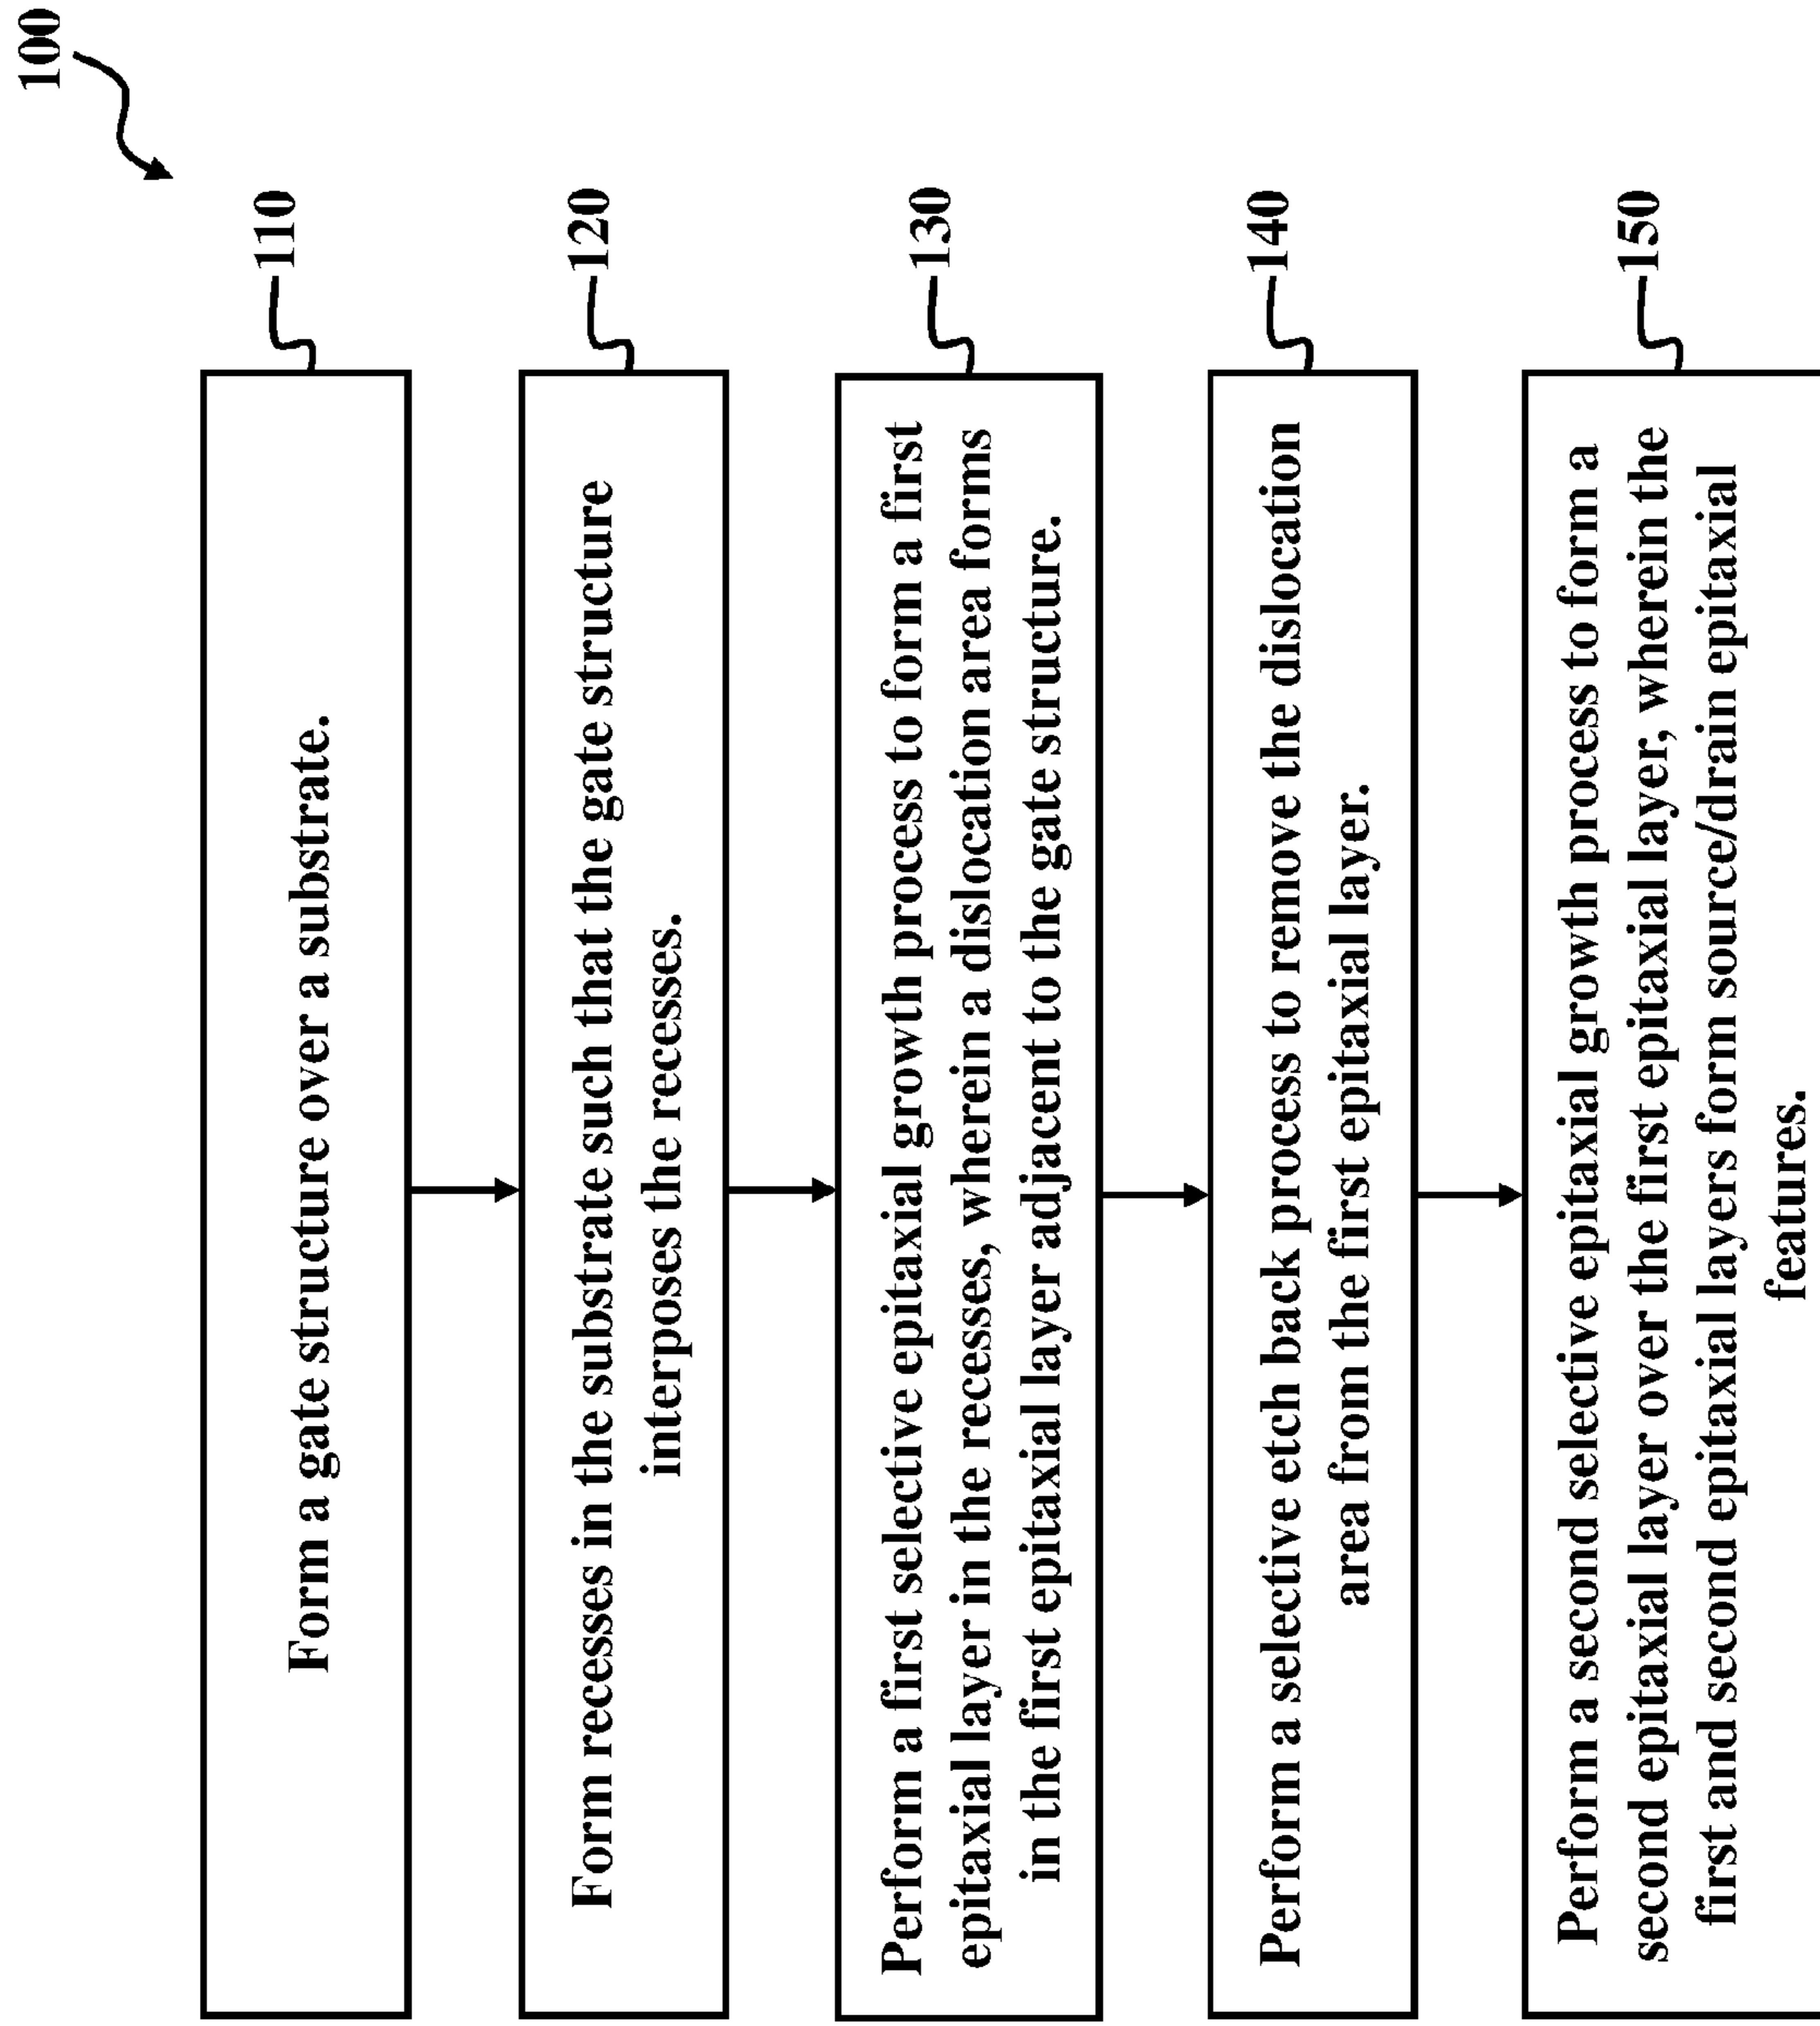 100
Form a gate structure over a substrate.
110
Form recesses in the substrate such that the gate structure
interposes the recesses.
120
Perform a first selective epitaxial growth process to form a first
epitaxial layer in the recesses, wherein a dislocation area forms
in the first epitaxial layer adjacent to the gate structure.
130
Perform a selective etch back process to remove the dislocation
area from the first epitaxial layer.
140
Perform a second selective epitaxial growth process to form a
second epitaxial layer over the first epitaxial layer, wherein the
first and second epitaxial layers form source/drain epitaxial
features.
150